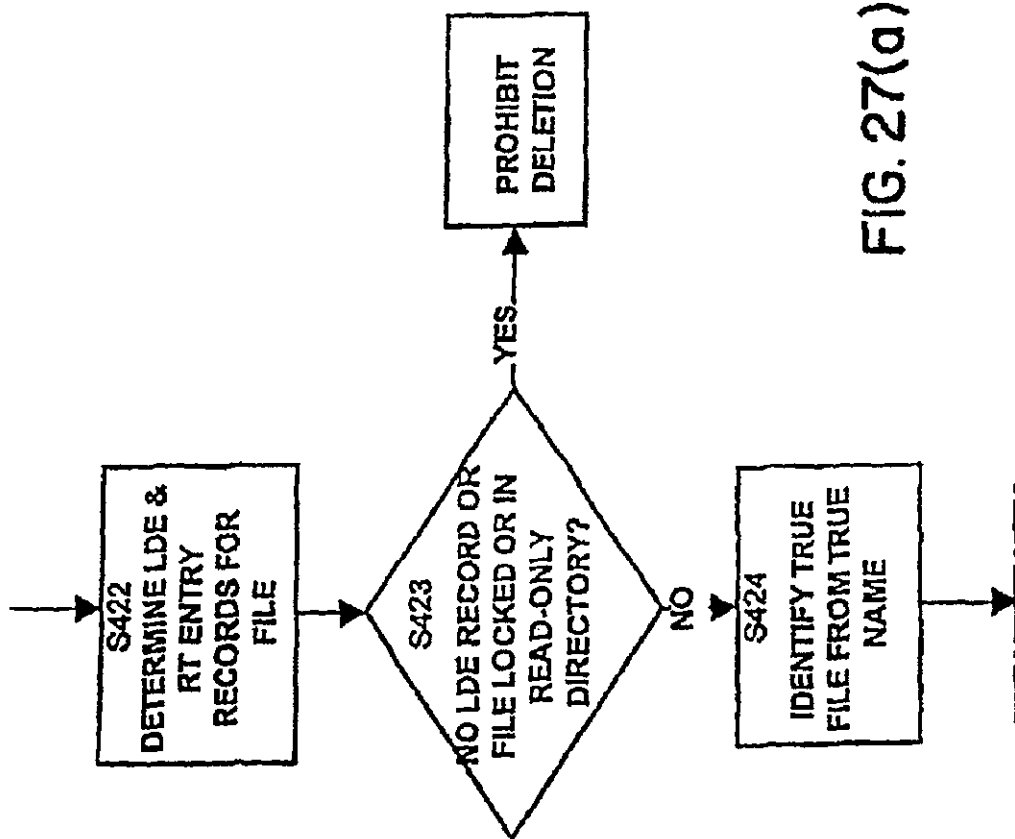 S422
DETERMINE LDE &
RT ENTRY
RECORDS FOR
FILE
S423
NO LDE RECORD OR
FILE LOCKED OR IN
READ-ONLY
DIRECTORY?
YES
PROHIBIT
DELETION
NO
S424
IDENTIFY TRUE
FILE FROM TRUE
NAME
FIG. 27(a)